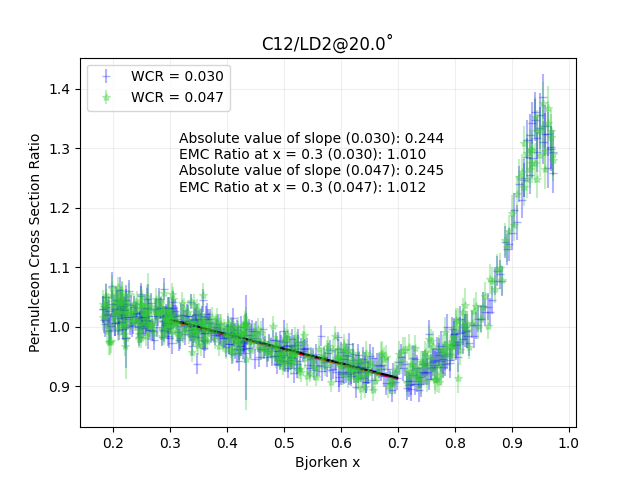 C12/LD2@20.0°
WCR = 0.030
WCR = 0.047
Absolute value of slope (0.030): 0.244
EMC Ratio at x = 0.3 (0.030): 1.010
Absolute value of slope (0.047): 0.245
EMC Ratio at x = 0.3 (0.047): 1.012
Per-nulceon Cross Section Ratio
1.4
1.3
1.2
1.1
1.0
0.9
0.2 0.3 0.4 0.5 0.6 0.7 0.8 0.9 1.0
Bjorken x